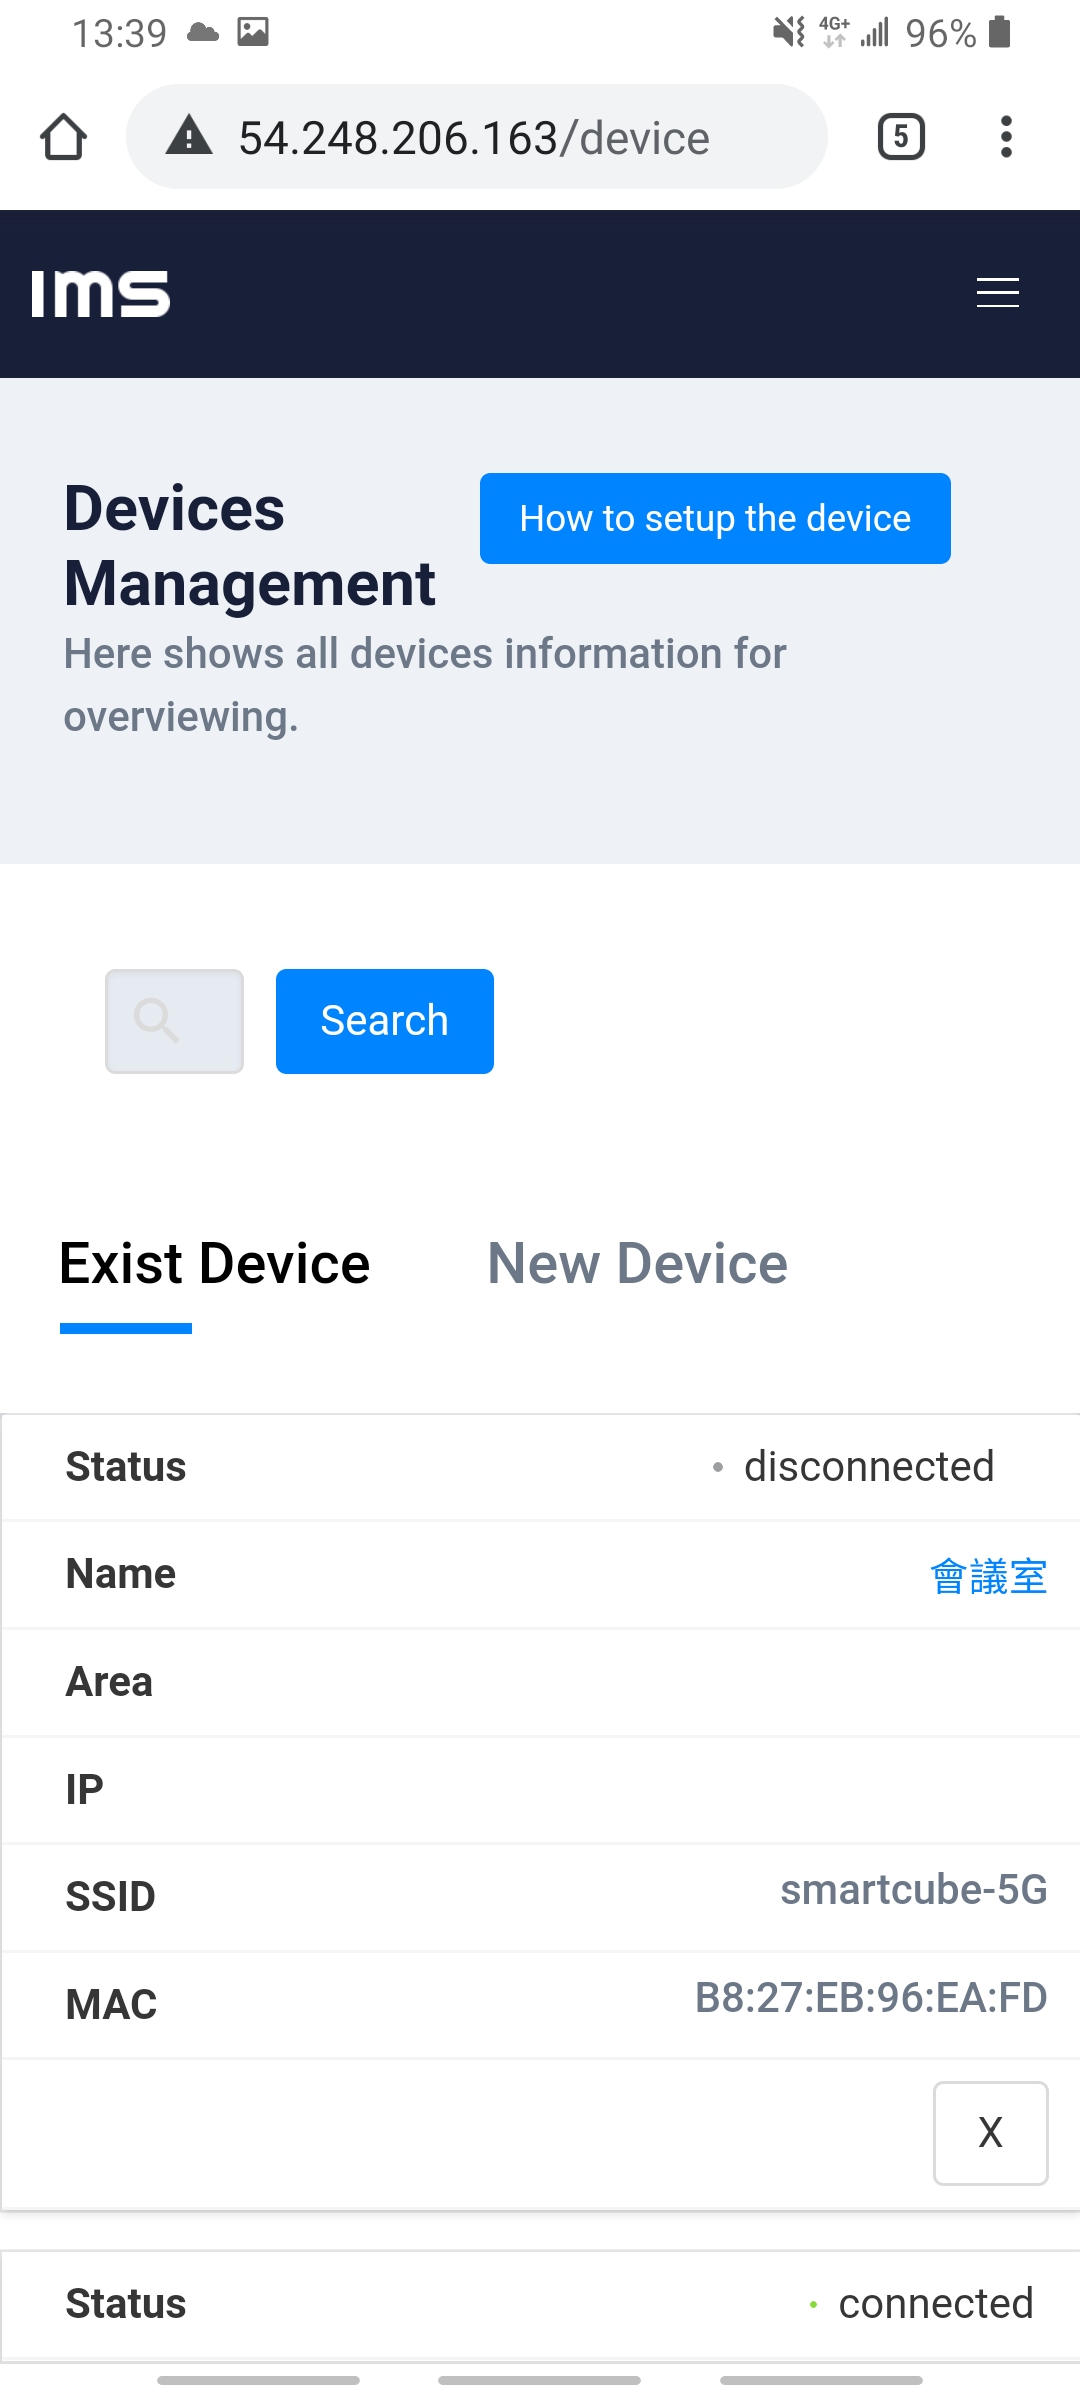 13:39 4G+ 96%
54.248.206.163/device 5
IMS
Devices
Management
How to setup the device
Here shows all devices information for
overviewing.
Search
Exist Device New Device
Status disconnected
Name 會議室
Area
IP
SSID smartcube-5G
MAC B8:27:EB:96:EA:FD
X
Status connected